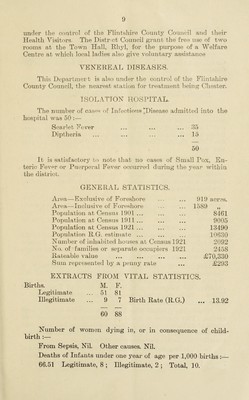 9
under the control of the Flintshire County Council and their
Health Visitors. The District Council grant the free use of two
rooms at the Town Hall, Rhyl, for the purpose of a Welfare
Centre at which local ladies also give voluntary assistance
VENEREAL DISEASES.
This Department is also under the control of the Flintshire
County Council, the nearest station for treatment being Chester.
ISOLATION HOSPITAL.
The number of cases of Infectious Disease admitted into the
hospital was 50 :—
Scarlet Fever ... ... ... 35
Diptheria ... ... ... 15
50
It is satisfactory to note that no cases of Small Pox, En-
teric Fever or Puerperal Fever occurred during the year within
the district.
GENERAL STATISTICS.
Area—Exclusive of Foreshore ... ... 919 acres.
Area—Inclusive of Foreshore ... ... 1589 ,,
Population at Census 1901 ... ... ... 8461
Population at Census 1911 ... ... ... 9005
Population at Census 1921 ... ... ... 13490
Population R.G. estimate ... ... ... 10630
Number of inhabited houses at Census 1921 2092
No. of families or separate occupiers 1921 2458
Rateable value ... ... ... ... £70,330
Sum represented by a penny rate ... £293
EXTRACTS FROM VITAL STATISTICS.
Births. M. F.
Legitimate ... 51 81
Illegitimate ... 9 7 Birth Rate (R.G.) ... 13.92
60 88
Number of women dying in, or in consequence of child-
birth :—
From Sepsis, Nil. Other causes. Nil.
Deaths of Infants under one year of age per 1,000 births :—
66.51 Legitimate, 8 ; Illegitimate, 2 ; Total, 10.